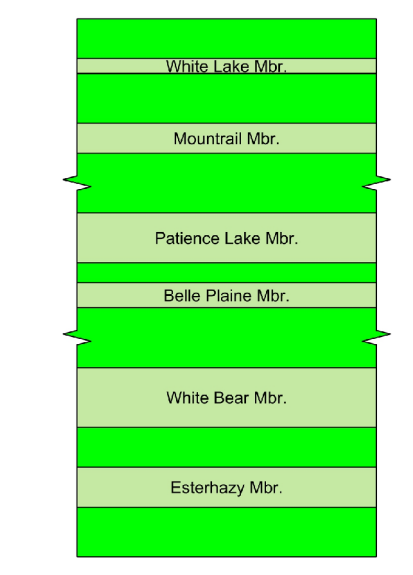 White Lake Mbr.
Mountrail Mbr.
Patience Lake Mbr.
Belle Plaine Mbr.
White Bear Mbr.
Esterhazy Mbr.